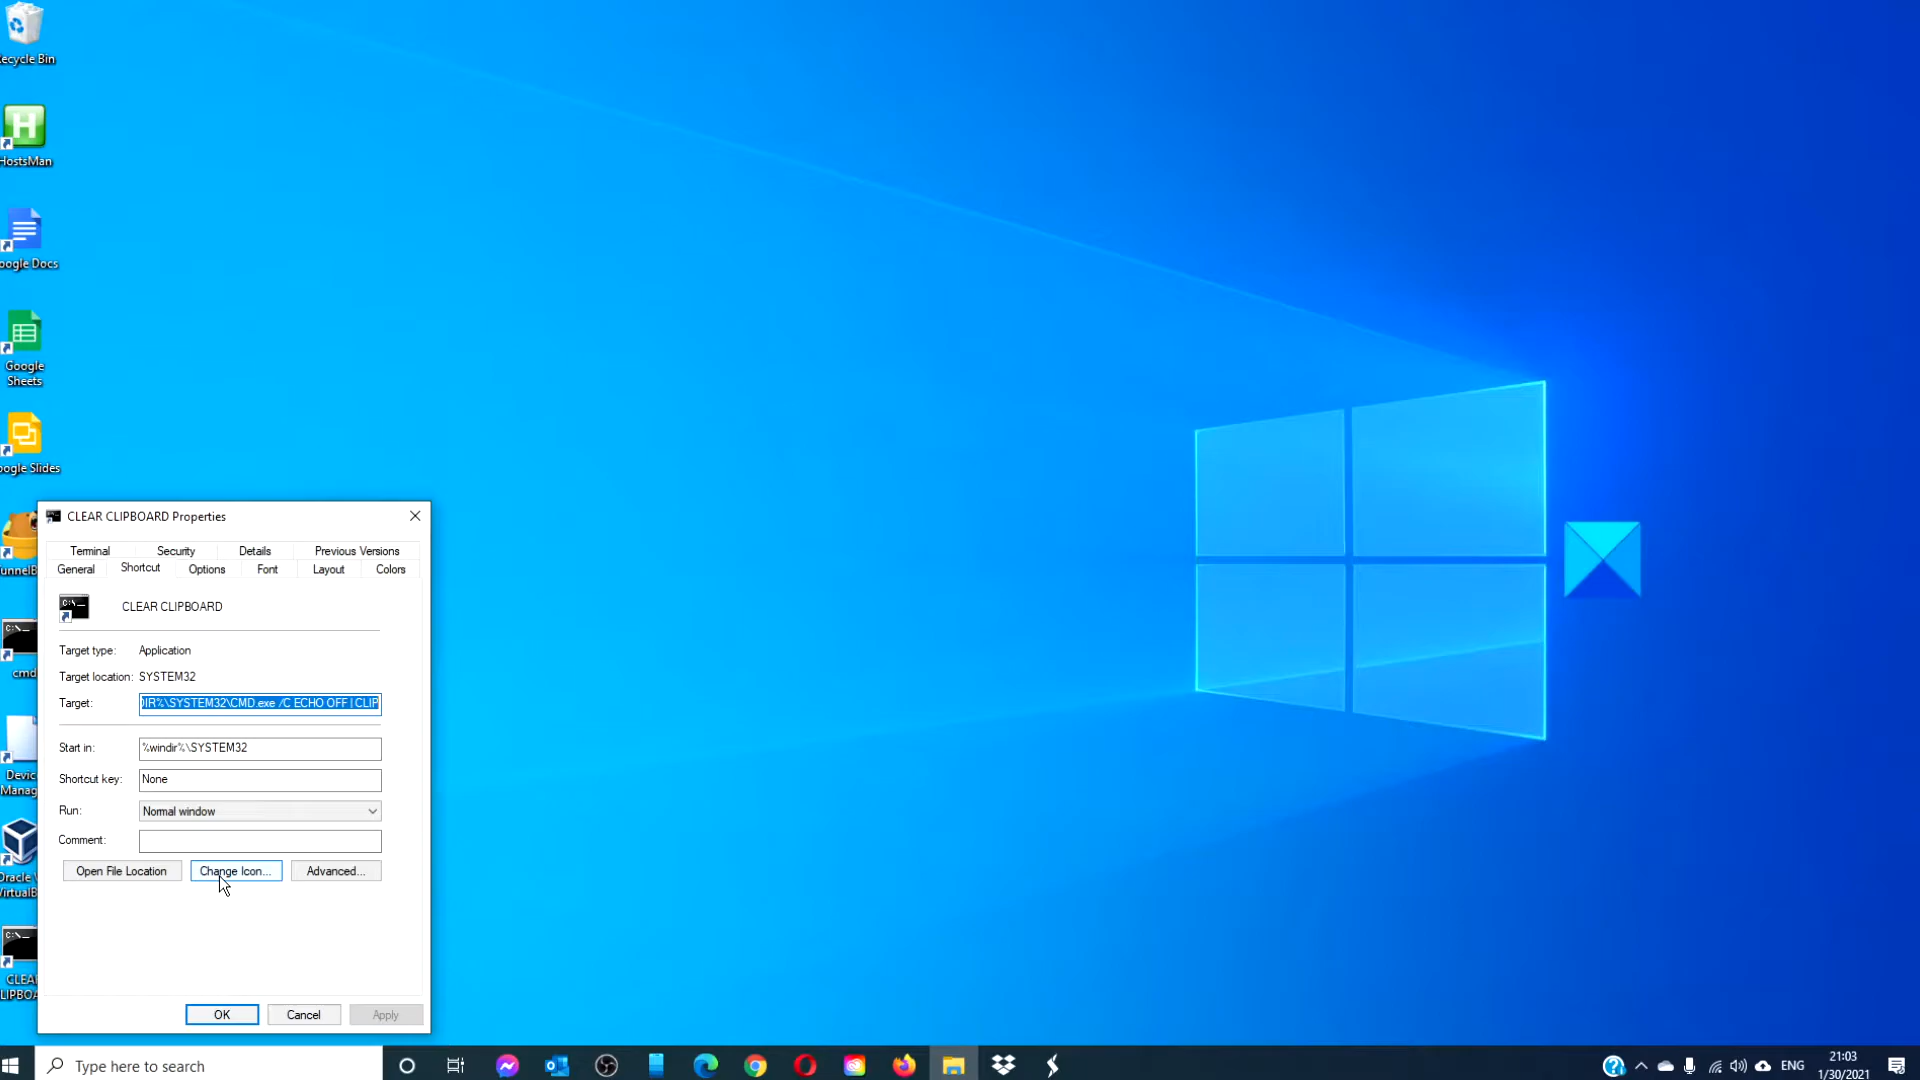 ecycle Bin
HostsMan
oogle Docs
Google
Sheets
oogle Slides
CLEAR CLIPBOARD Properties
Terminal Security Details Previous Versions
General Shortcut Options Font Layout Colors
CLEAR CLIPBOARD
Target type: Application
Target location: SYSTEM32
Target: DIR%\SYSTEM32\CMD.exe /C ECHO OFF | CLIP
Start in: %windir%\SYSTEM32
Shortcut key: None
Run: Normal window
Comment:
Open File Location Change Icon... Advanced...
OK Cancel Apply
TunnelB
cmd
Devic
Manag
Oracle V
VirtualB
CLEA
LIPBOA
Type here to search
ENG
21:03
1/30/2021